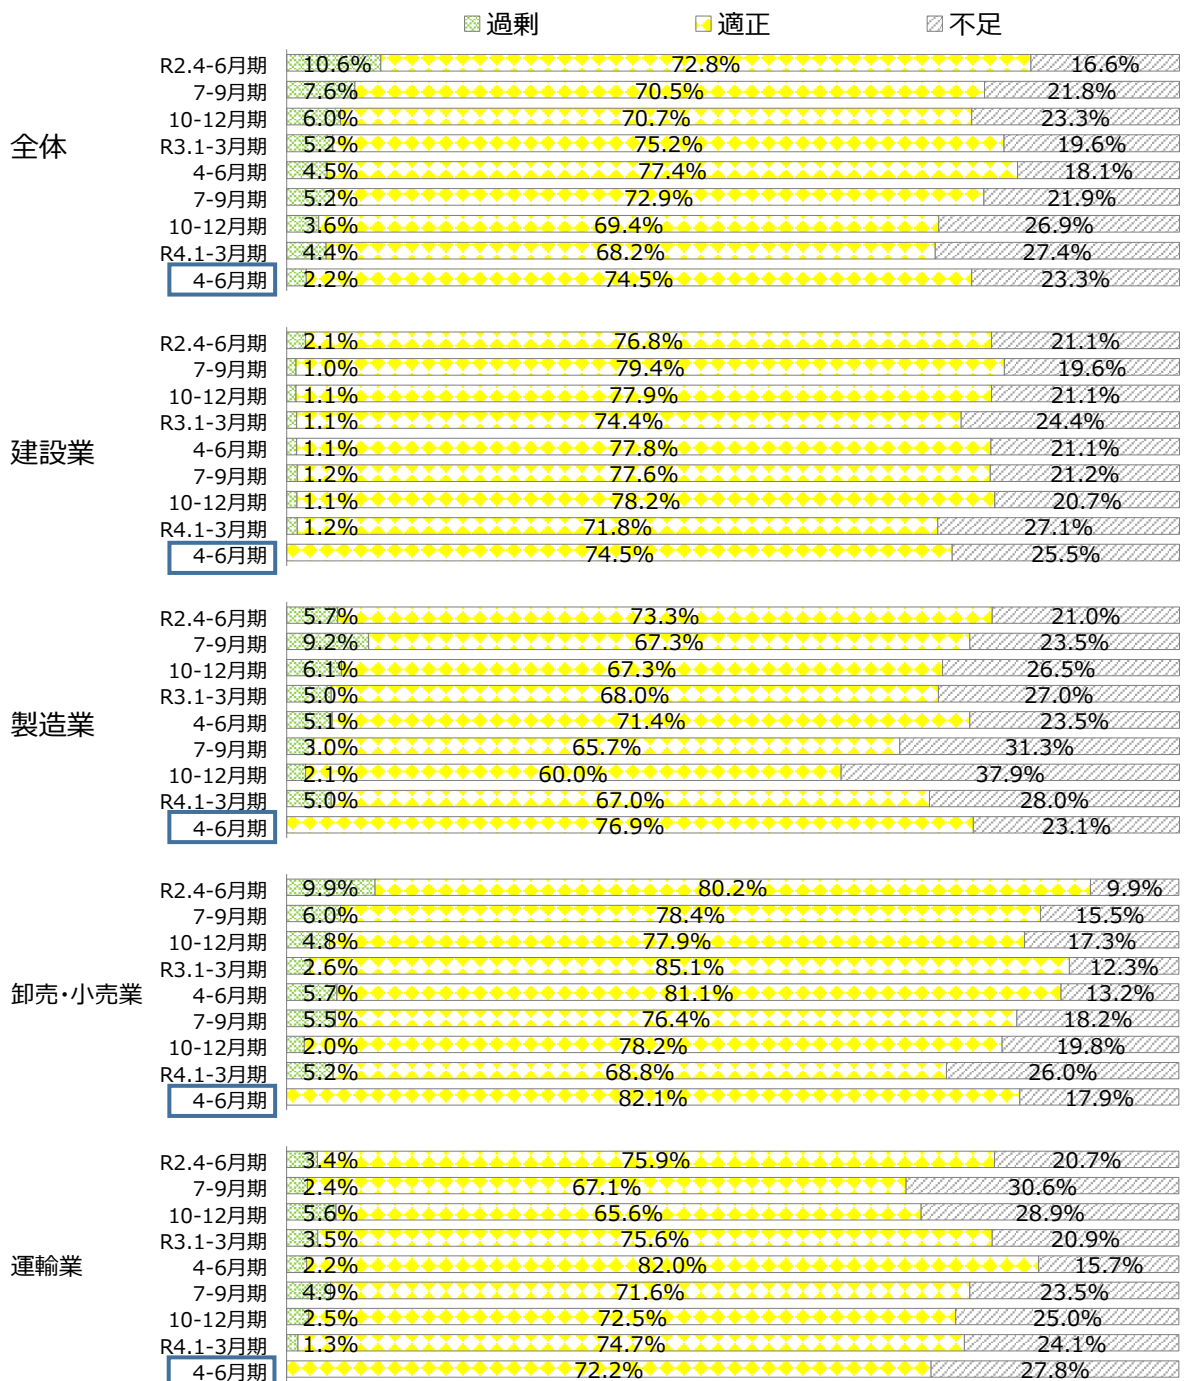 過剰 適正 不足
全体
R2.4-6月期 10.6% 72.8% 16.6%
7-9月期 7.6% 70.5% 21.8%
10-12月期 6.0% 70.7% 23.3%
R3.1-3月期 5.2% 75.2% 19.6%
4-6月期 4.5% 77.4% 18.1%
7-9月期 5.2% 72.9% 21.9%
10-12月期 3.6% 69.4% 26.9%
R4.1-3月期 4.4% 68.2% 27.4%
4-6月期 2.2% 74.5% 23.3%
建設業
R2.4-6月期 2.1% 76.8% 21.1%
7-9月期 1.0% 79.4% 19.6%
10-12月期 1.1% 77.9% 21.1%
R3.1-3月期 1.1% 74.4% 24.4%
4-6月期 1.1% 77.8% 21.1%
7-9月期 1.2% 77.6% 21.2%
10-12月期 1.1% 78.2% 20.7%
R4.1-3月期 1.2% 71.8% 27.1%
4-6月期 74.5% 25.5%
製造業
R2.4-6月期 5.7% 73.3% 21.0%
7-9月期 9.2% 67.3% 23.5%
10-12月期 6.1% 67.3% 26.5%
R3.1-3月期 5.0% 68.0% 27.0%
4-6月期 5.1% 71.4% 23.5%
7-9月期 3.0% 65.7% 31.3%
10-12月期 2.1% 60.0% 37.9%
R4.1-3月期 5.0% 67.0% 28.0%
4-6月期 76.9% 23.1%
卸売・小売業
R2.4-6月期 9.9% 80.2% 9.9%
7-9月期 6.0% 78.4% 15.5%
10-12月期 4.8% 77.9% 17.3%
R3.1-3月期 2.6% 85.1% 12.3%
4-6月期 5.7% 81.1% 13.2%
7-9月期 5.5% 76.4% 18.2%
10-12月期 2.0% 78.2% 19.8%
R4.1-3月期 5.2% 68.8% 26.0%
4-6月期 82.1% 17.9%
運輸業
R2.4-6月期 3.4% 75.9% 20.7%
7-9月期 2.4% 67.1% 30.6%
10-12月期 5.6% 65.6% 28.9%
R3.1-3月期 3.5% 75.6% 20.9%
4-6月期 2.2% 82.0% 15.7%
7-9月期 4.9% 71.6% 23.5%
10-12月期 2.5% 72.5% 25.0%
R4.1-3月期 1.3% 74.7% 24.1%
4-6月期 72.2% 27.8%